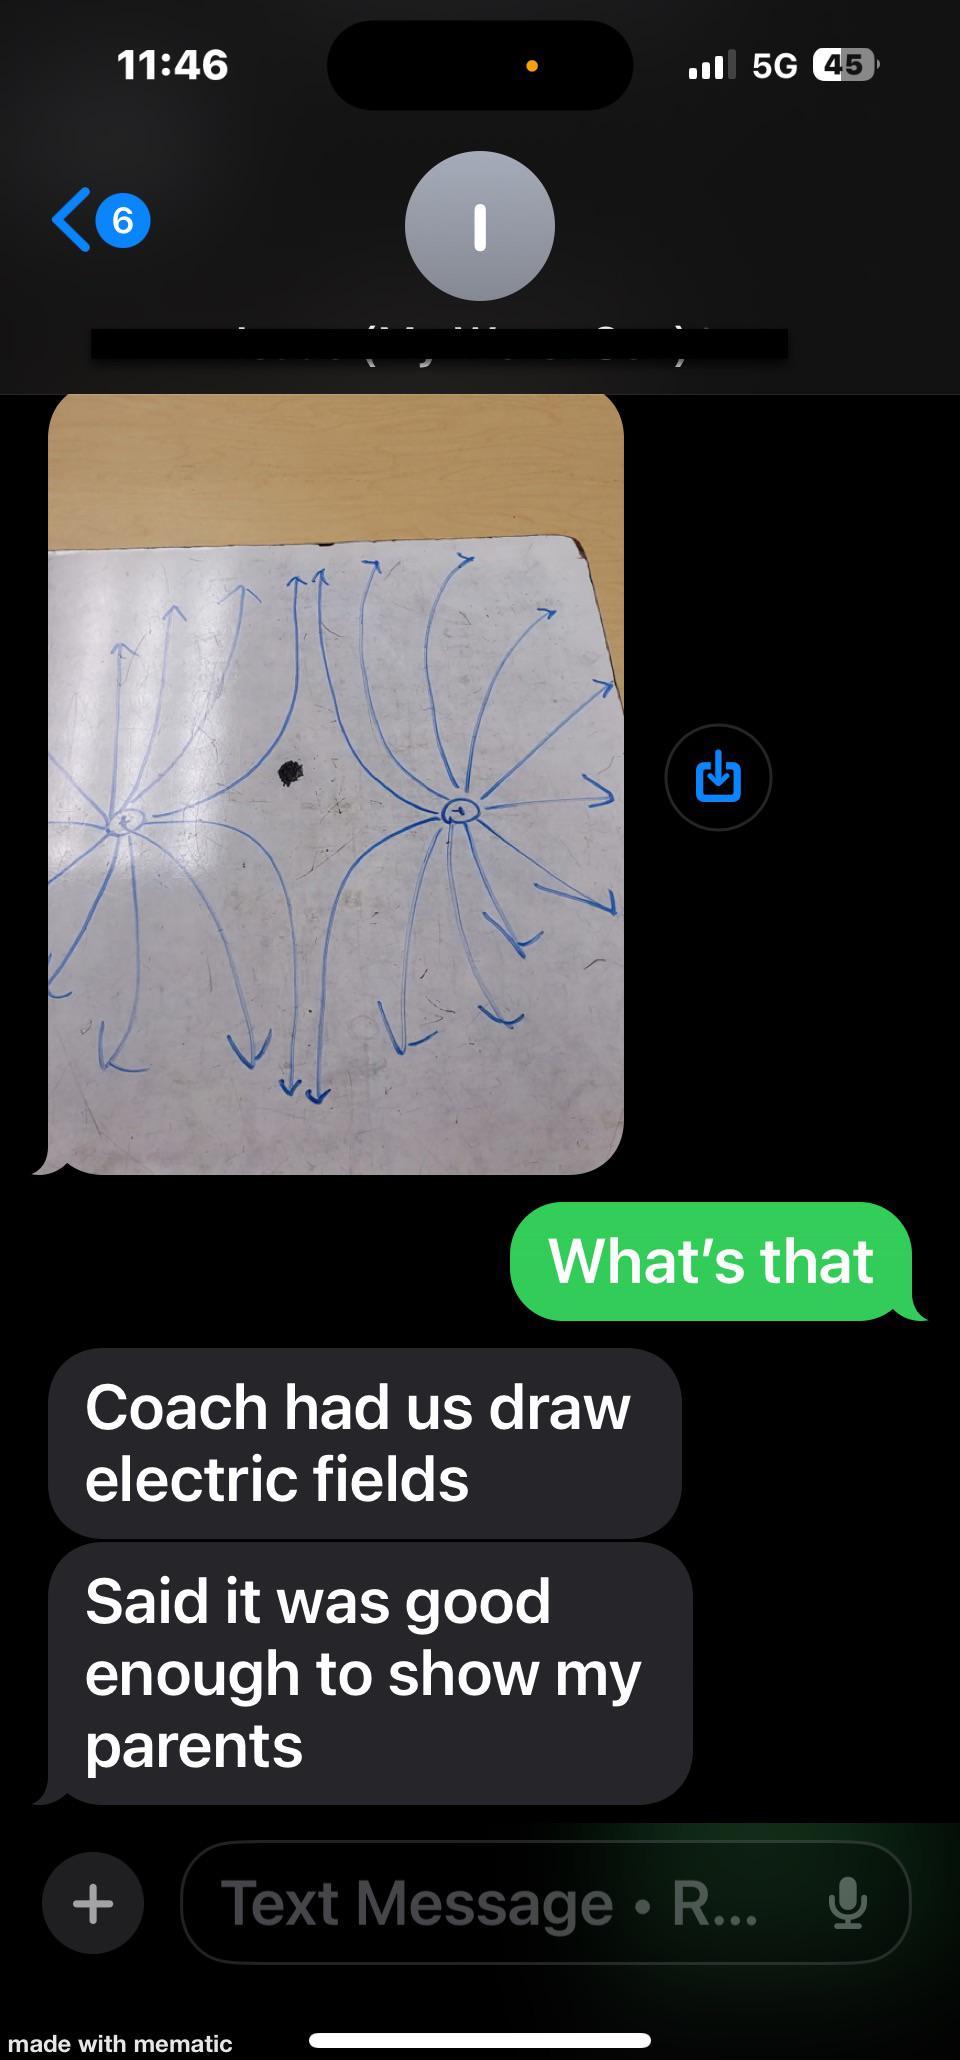 11:46
5G 45
6
I
What's that
Coach had us draw
electric fields
Said it was good
enough to show my
parents
Text Message • R...
made with mematic